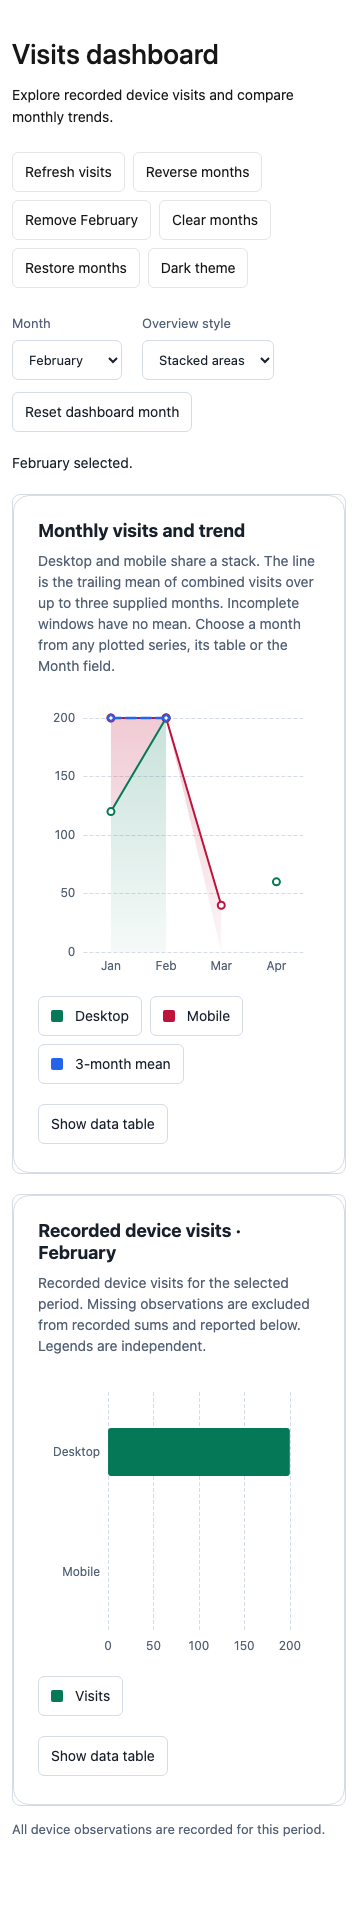 Visits dashboard
Explore recorded device visits and compare
monthly trends.
Refresh visits
Reverse months
Remove February
Clear months
Restore months
Dark theme
Month
Overview style
February
Stacked areas
Reset dashboard month
February selected.
Monthly visits and trend
Desktop and mobile share a stack. The line
is the trailing mean of combined visits over
up to three supplied months. Incomplete
windows have no mean. Choose a month
from any plotted series, its table or the
Month field.
200
150
100
50
0
Jan Feb Mar Apr
Desktop
Mobile
3-month mean
Show data table
Recorded device visits ·
February
Recorded device visits for the selected
period. Missing observations are excluded
from recorded sums and reported below.
Legends are independent.
Desktop
Mobile
0 50 100 150 200
Visits
Show data table
All device observations are recorded for this period.